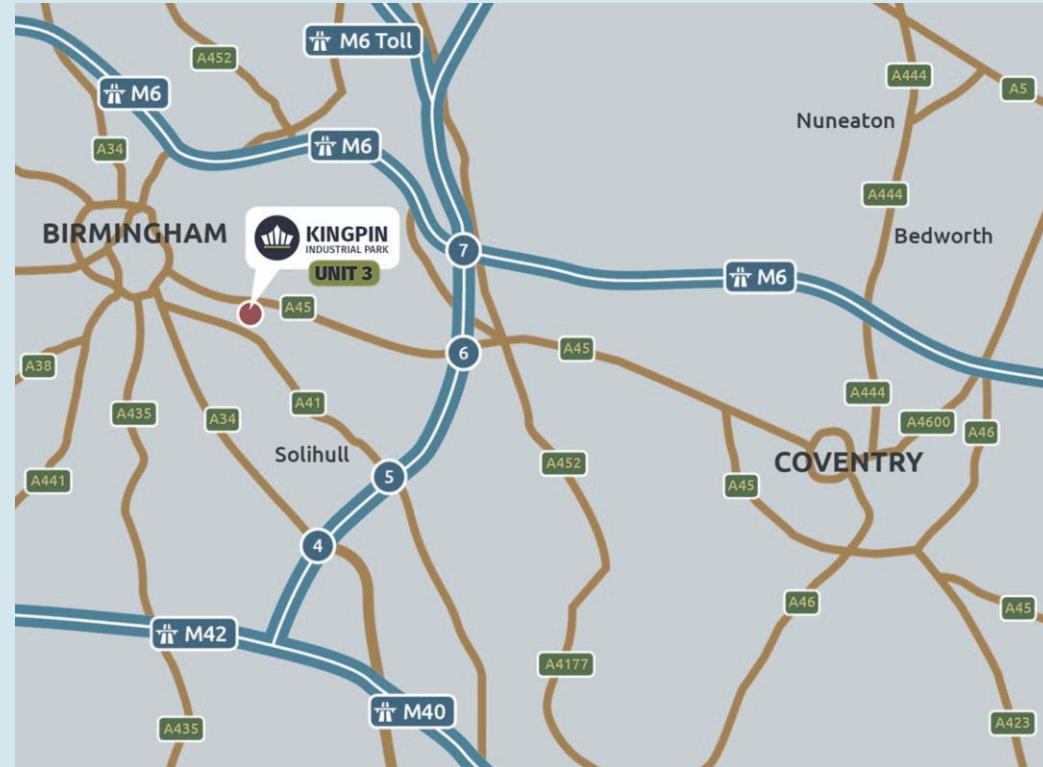 M6 Toll
A452
A444
A5
M6
Nuneaton
A34
M6
A444
BIRMINGHAM
KINGPIN
INDUSTRIAL PARK
UNIT 3
Bedworth
7
M6
A45
6
A45
A38
A444
A41
A435
A34
A4600
A46
Solihull
COVENTRY
A452
5
A441
A45
4
A46
A45
M42
A4177
M40
A435
A423